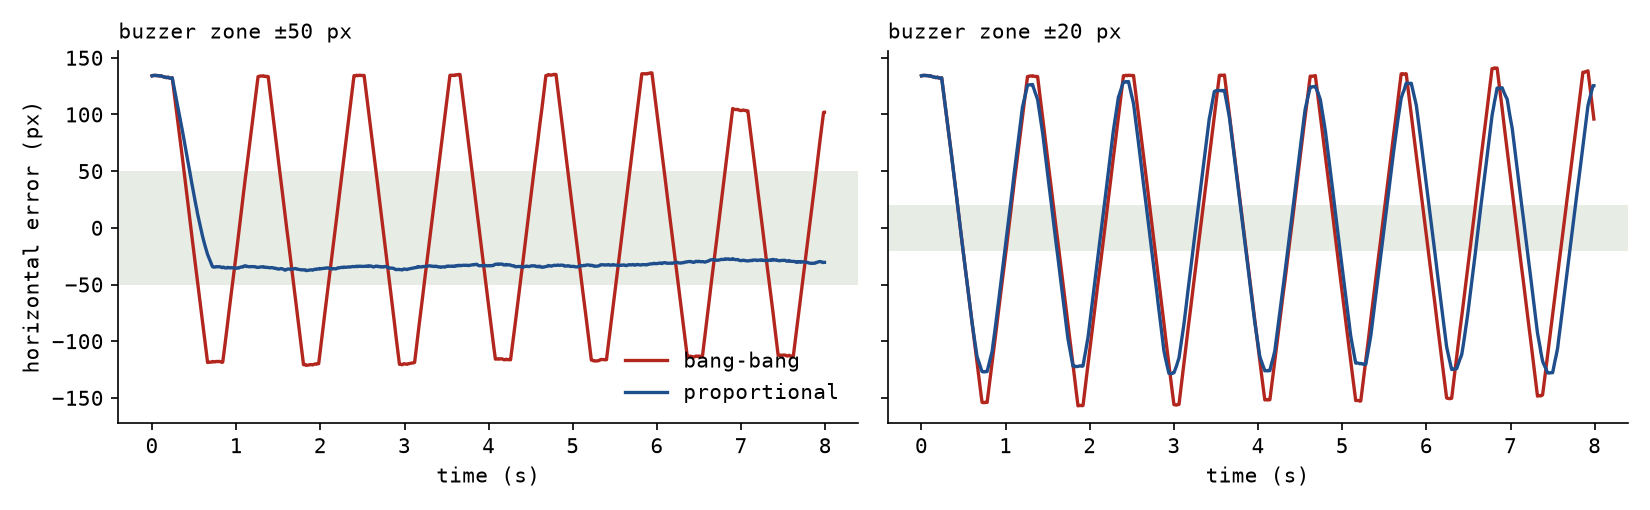 buzzer zone ±50 px
buzzer zone ±20 px
horizontal error (px)
150
100
50
0
−50
−100
−150
bang-bang
proportional
0 1 2 3 4 5 6 7 8
0 1 2 3 4 5 6 7 8
time (s)
time (s)